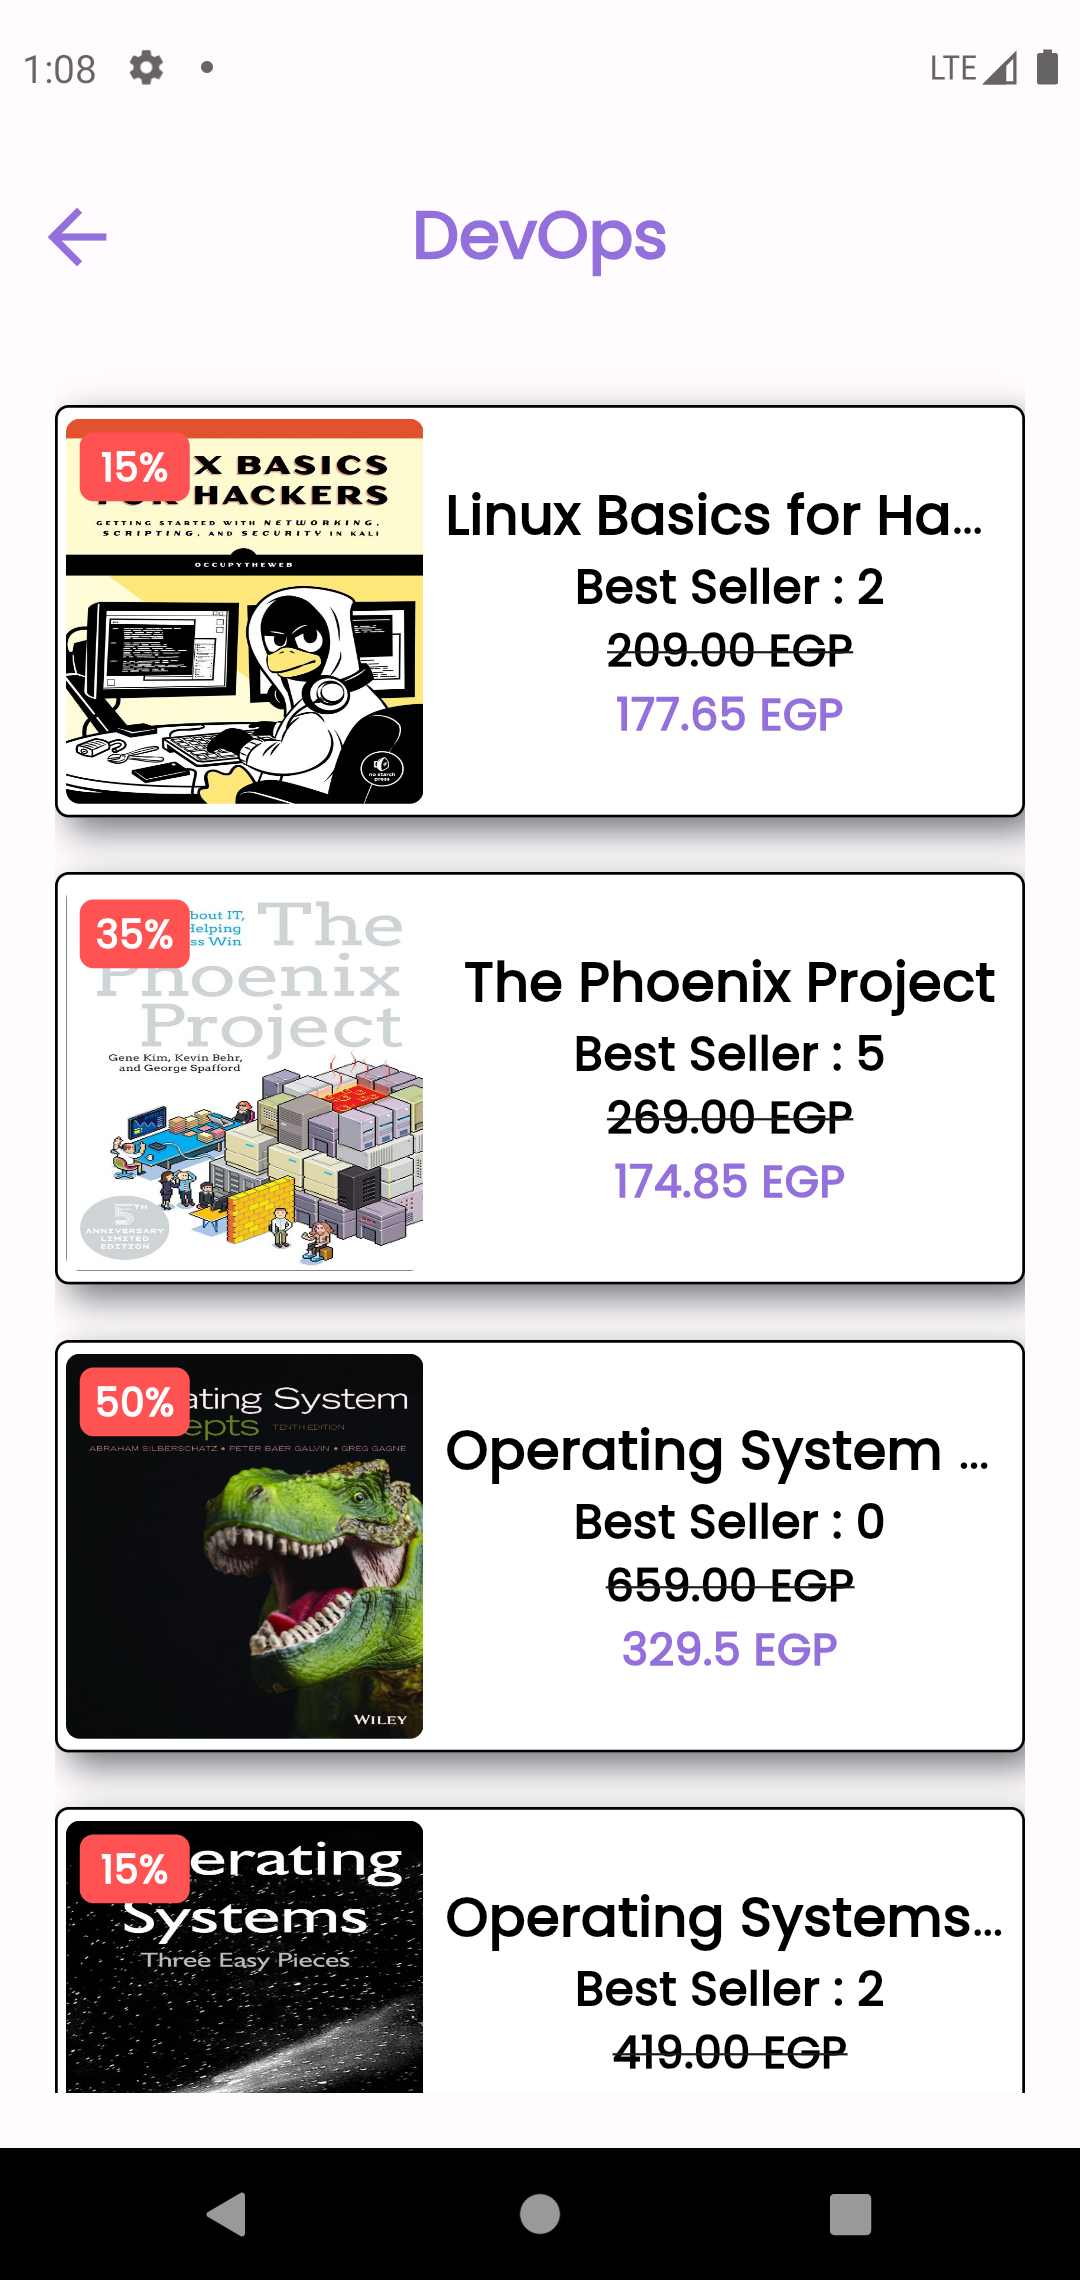 1:08
LTE
DevOps
15%
X BASICS
FOR HACKERS
GETTING STARTED WITH NETWORKING,
SCRIPTING, AND SECURITY IN KALI
OCCUPYTHEWEB
no starch
press
Linux Basics for Ha...
Best Seller : 2
209.00 EGP
177.65 EGP
35%
bout IT,
Helping
ss Win
The
Phoenix
Project
Gene Kim, Kevin Behr,
and George Spafford
5TH
ANNIVERSARY
LIMITED
EDITION
The Phoenix Project
Best Seller : 5
269.00 EGP
174.85 EGP
50%
ating System
epts
TENTH EDITION
ABRAHAM SILBERSCHATZ • PETER BAER GALVIN • GREG GAGNE
WILEY
Operating System ...
Best Seller : 0
659.00 EGP
329.5 EGP
15%
erating
Systems
Three Easy Pieces
Operating Systems...
Best Seller : 2
419.00 EGP